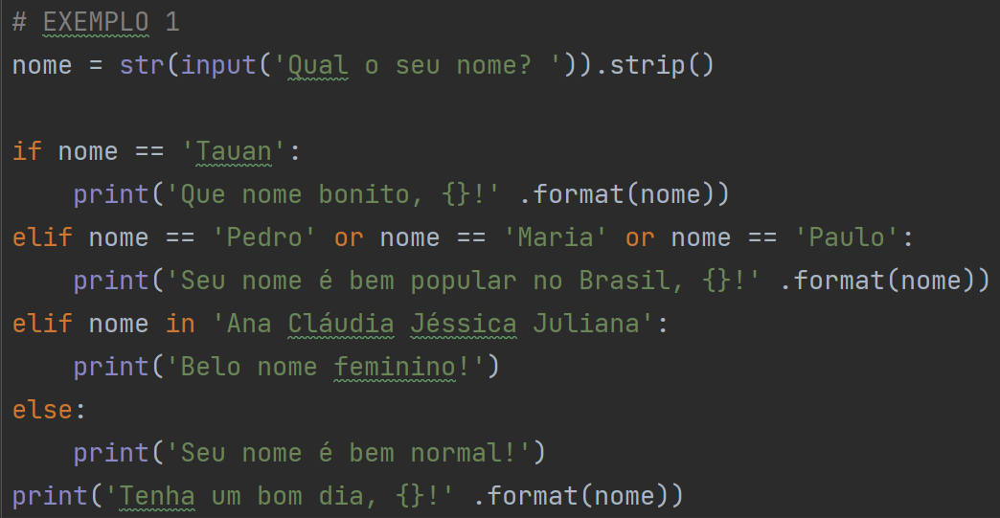 # EXEMPLO 1
nome = str(input('Qual o seu nome? ')).strip()
if nome == 'Tauan':
    print('Que nome bonito, {}!' .format(nome))
elif nome == 'Pedro' or nome == 'Maria' or nome == 'Paulo':
    print('Seu nome é bem popular no Brasil, {}!' .format(nome))
elif nome in 'Ana Cláudia Jéssica Juliana':
    print('Belo nome feminino!')
else:
    print('Seu nome é bem normal!')
print('Tenha um bom dia, {}!' .format(nome))